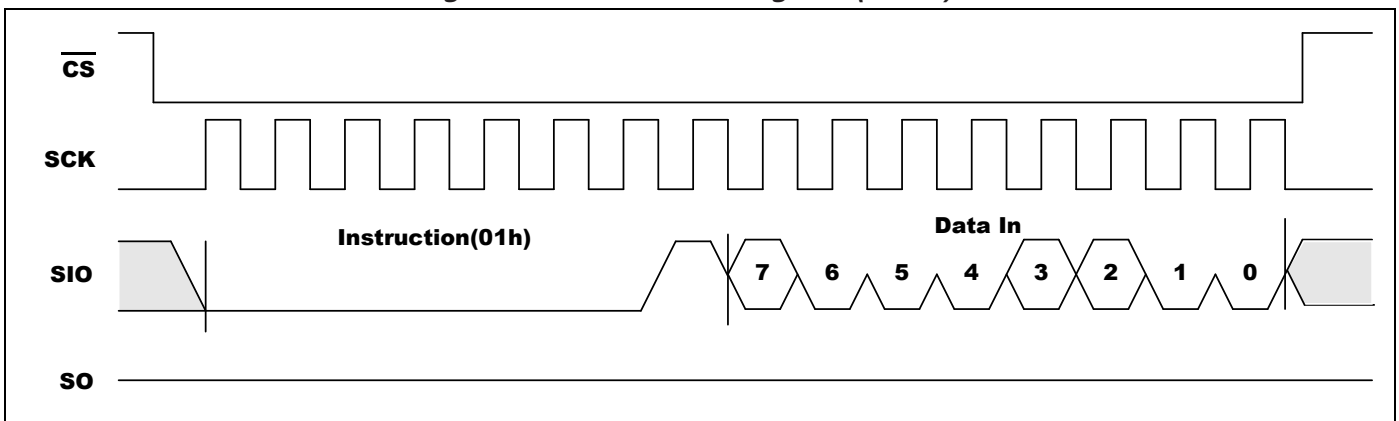 CS
SCK
Instruction(01h)
Data In
SIO
7 6 5 4 3 2 1 0
SO